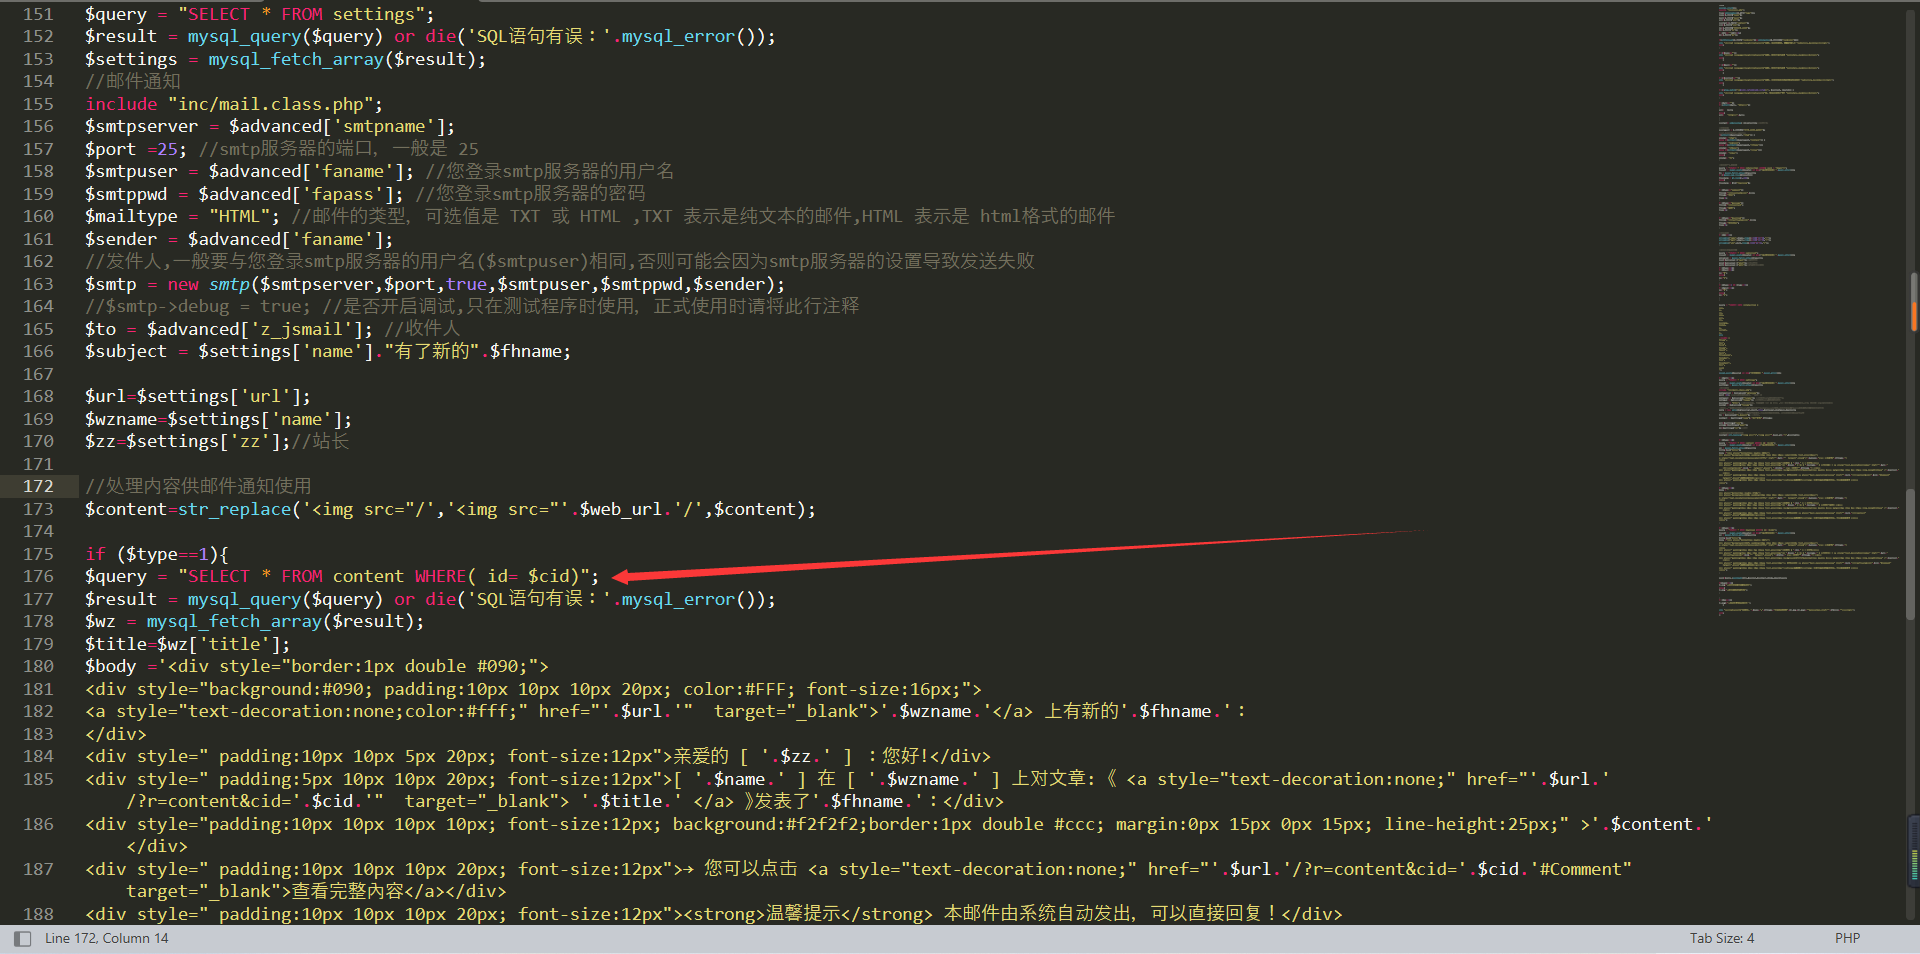 151 $query = "SELECT * FROM settings";
152 $result = mysql_query($query) or die('SQL语句有误：'.mysql_error());
153 $settings = mysql_fetch_array($result);
154 //邮件通知
155 include "inc/mail.class.php";
156 $smtpserver = $advanced['smtpname'];
157 $port =25; //smtp服务器的端口，一般是 25
158 $smtpuser = $advanced['faname']; //您登录smtp服务器的用户名
159 $smtppwd = $advanced['fapass']; //您登录smtp服务器的密码
160 $mailtype = "HTML"; //邮件的类型，可选值是 TXT 或 HTML ,TXT 表示是纯文本的邮件,HTML 表示是 html格式的邮件
161 $sender = $advanced['faname'];
162 //发件人,一般要与您登录smtp服务器的用户名($smtpuser)相同,否则可能会因为smtp服务器的设置导致发送失败
163 $smtp = new smtp($smtpserver,$port,true,$smtpuser,$smtppwd,$sender);
164 //$smtp->debug = true; //是否开启调试,只在测试程序时使用，正式使用时请将此行注释
165 $to = $advanced['z_jsmail']; //收件人
166 $subject = $settings['name']."有了新的".$fhname;
167
168 $url=$settings['url'];
169 $wzname=$settings['name'];
170 $zz=$settings['zz'];//站长
171
172 //处理内容供邮件通知使用
173 $content=str_replace('<img src="/','<img src="'.$web_url.'/',$content);
174
175 if ($type==1){
176 $query = "SELECT * FROM content WHERE( id= $cid)";
177 $result = mysql_query($query) or die('SQL语句有误：'.mysql_error());
178 $wz = mysql_fetch_array($result);
179 $title=$wz['title'];
180 $body ='<div style="border:1px double #090;">
181 <div style="background:#090; padding:10px 10px 10px 20px; color:#FFF; font-size:16px;">
182 <a style="text-decoration:none;color:#fff;" href="'.$url.'"  target="_blank">'.$wzname.'</a> 上有新的'.$fhname.'：
183 </div>
184 <div style=" padding:10px 10px 5px 20px; font-size:12px">亲爱的 [ '.$zz.' ] ：您好!</div>
185 <div style=" padding:5px 10px 10px 20px; font-size:12px">[ '.$name.' ] 在 [ '.$wzname.' ] 上对文章:《 <a style="text-decoration:none;" href="'.$url.'
/?r=content&cid='.$cid.'"  target="_blank"> '.$title.' </a> 》发表了'.$fhname.'：</div>
186 <div style="padding:10px 10px 10px 10px; font-size:12px; background:#f2f2f2;border:1px double #ccc; margin:0px 15px 0px 15px; line-height:25px;" >'.$content.'
</div>
187 <div style=" padding:10px 10px 10px 20px; font-size:12px">→ 您可以点击 <a style="text-decoration:none;" href="'.$url.'/?r=content&cid='.$cid.'#Comment"
target="_blank">查看完整內容</a></div>
188 <div style=" padding:10px 10px 10px 20px; font-size:12px"><strong>温馨提示</strong> 本邮件由系统自动发出，可以直接回复！</div>
Line 172, Column 14 Tab Size: 4 PHP